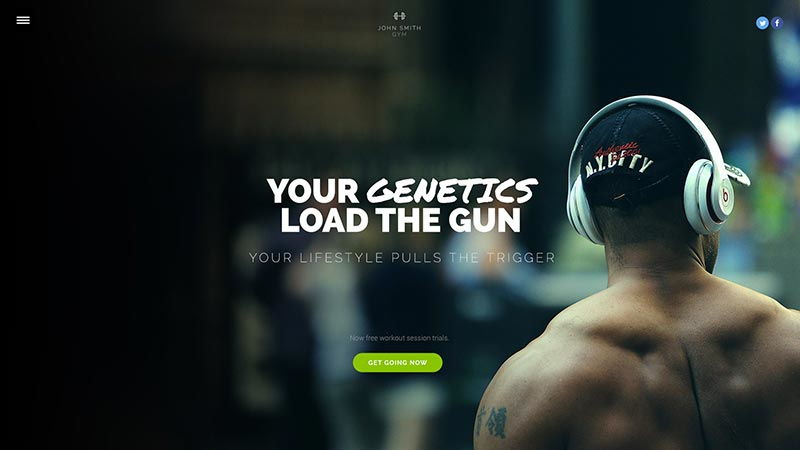 JOHN SMITH
GYM
YOUR GENETICS
LOAD THE GUN
YOUR LIFESTYLE PULLS THE TRIGGER
Now free workout session trials.
GET GOING NOW
Authentic
N.Y.CITY
b
f